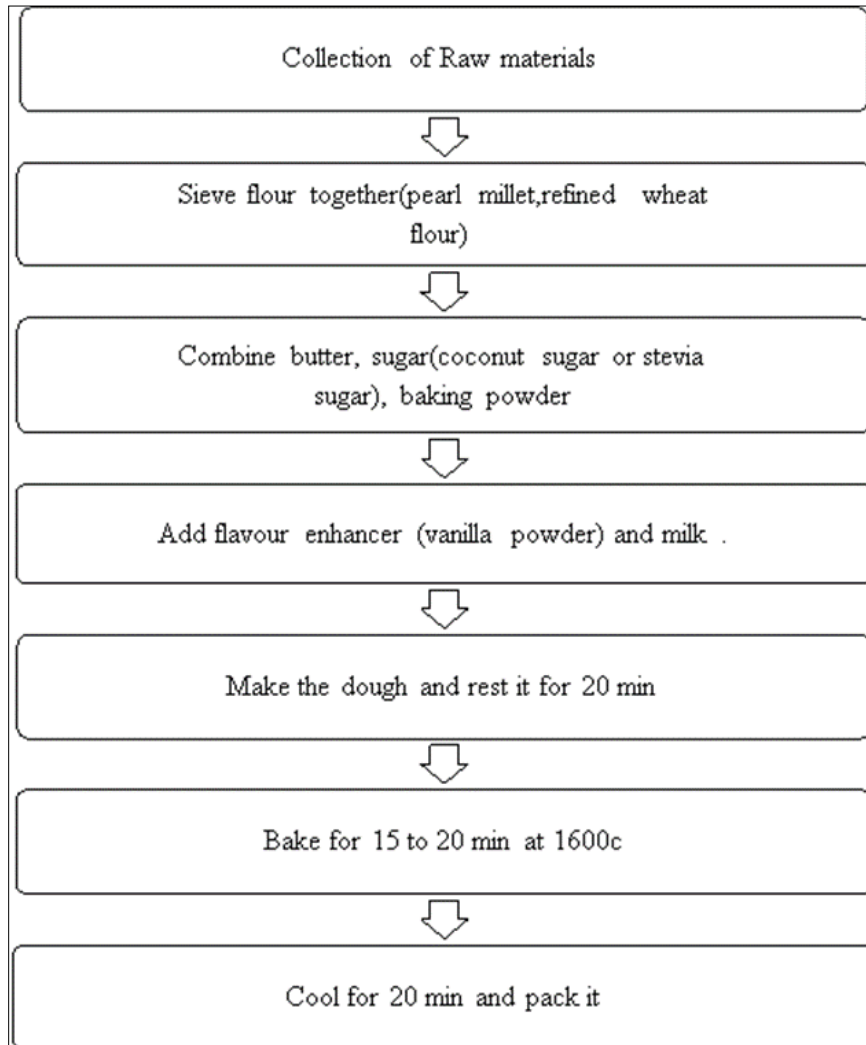 Collection of Raw materials
Sieve flour together(pearl millet,refined wheat
flour)
Combine butter, sugar(coconut sugar or stevia
sugar), baking powder
Add flavour enhancer (vanilla powder) and milk .
Make the dough and rest it for 20 min
Bake for 15 to 20 min at 1600c
Cool for 20 min and pack it